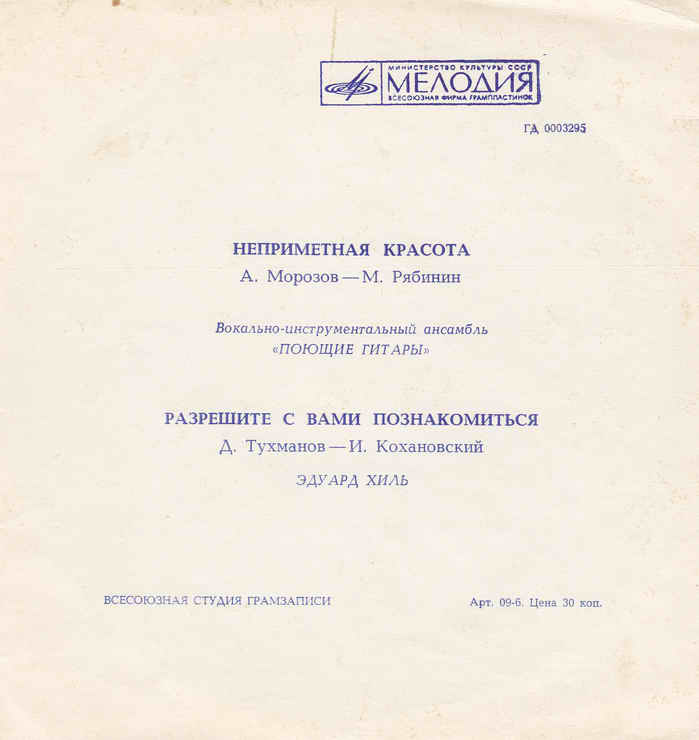 МИНИСТЕРСТВО КУЛЬТУРЫ СССР
МЕЛОДИЯ
ВСЕСОЮЗНАЯ ФИРМА ГРАМПЛАСТИНОК
ГД 0003295
НЕПРИМЕТНАЯ КРАСОТА
А. Морозов — М. Рябинин
Вокально-инструментальный ансамбль
«ПОЮЩИЕ ГИТАРЫ»
РАЗРЕШИТЕ С ВАМИ ПОЗНАКОМИТЬСЯ
Д. Тухманов — И. Кохановский
ЭДУАРД ХИЛЬ
ВСЕСОЮЗНАЯ СТУДИЯ ГРАМЗАПИСИ
Арт. 09-6. Цена 30 коп.